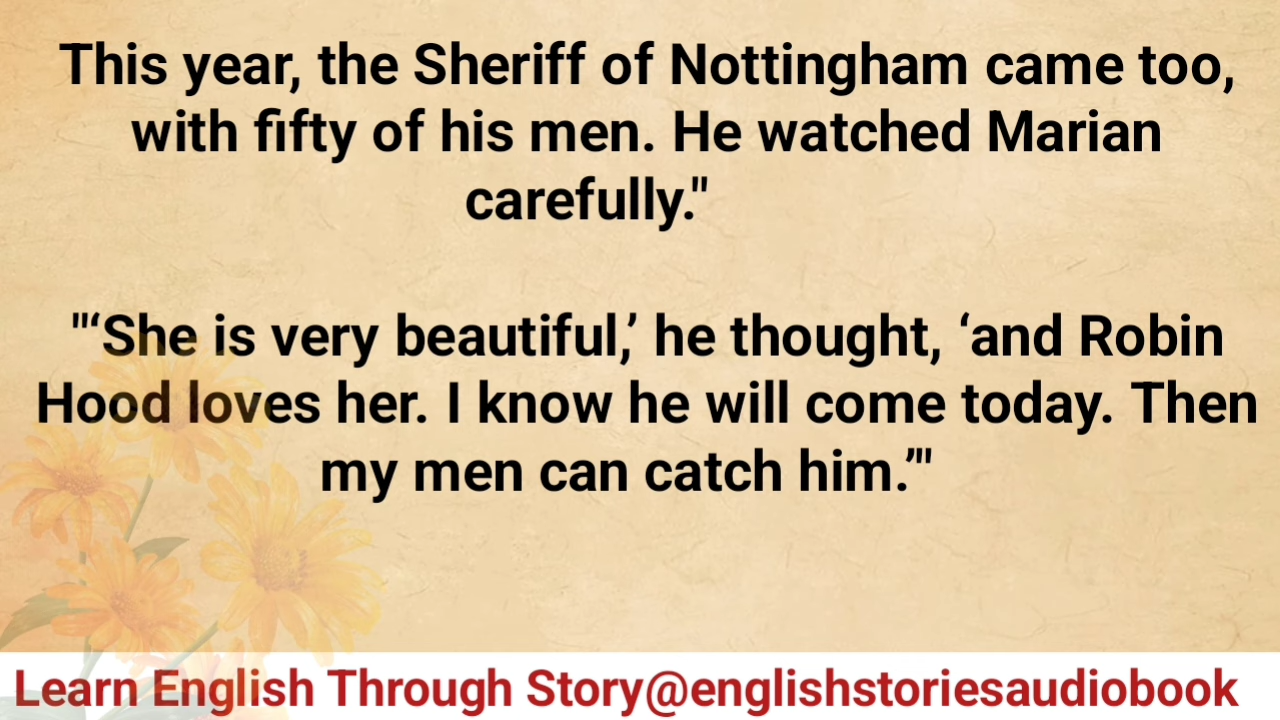 This year, the Sheriff of Nottingham came too,
with fifty of his men. He watched Marian
carefully."
"‘She is very beautiful,’ he thought, ‘and Robin
Hood loves her. I know he will come today. Then
my men can catch him.’"
Learn English Through Story@englishstoriesaudiobook